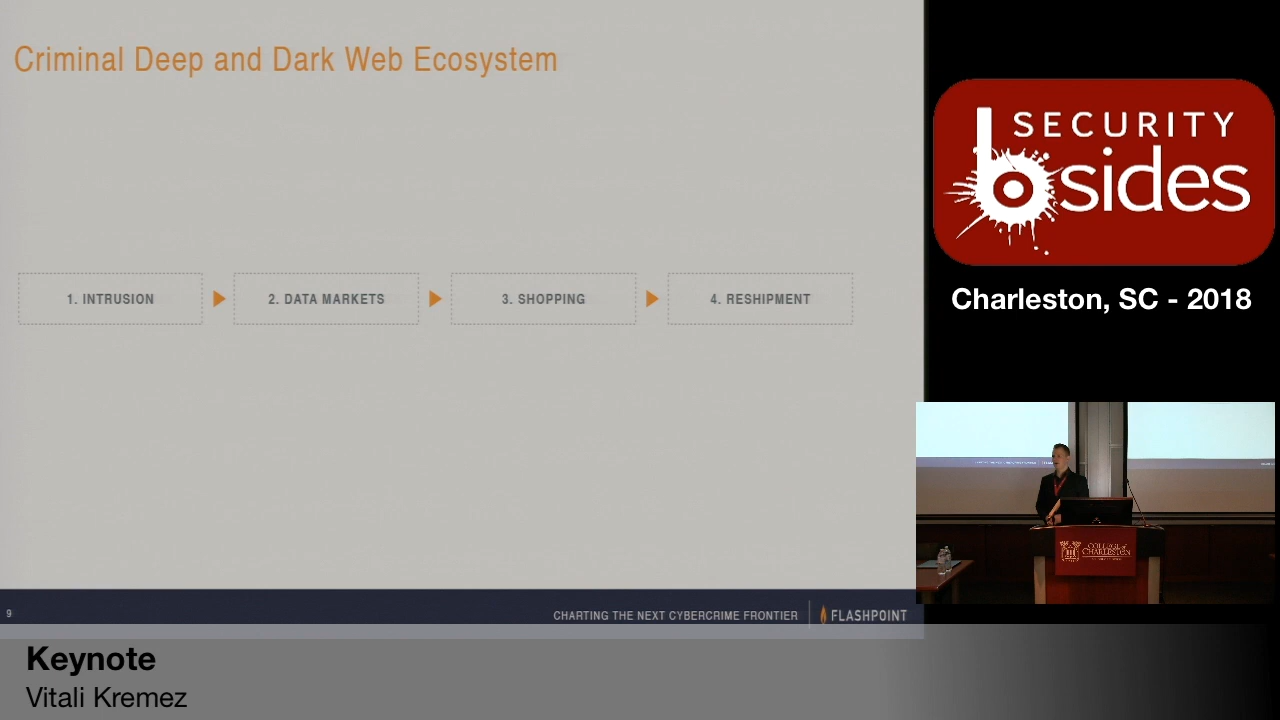 Criminal Deep and Dark Web Ecosystem
1. INTRUSION
2. DATA MARKETS
3. SHOPPING
4. RESHIPMENT
9
CHARTING THE NEXT CYBERCRIME FRONTIER
FLASHPOINT
SECURITY
bsides
Charleston, SC - 2018
COLLEGE of
CHARLESTON
Keynote
Vitali Kremez